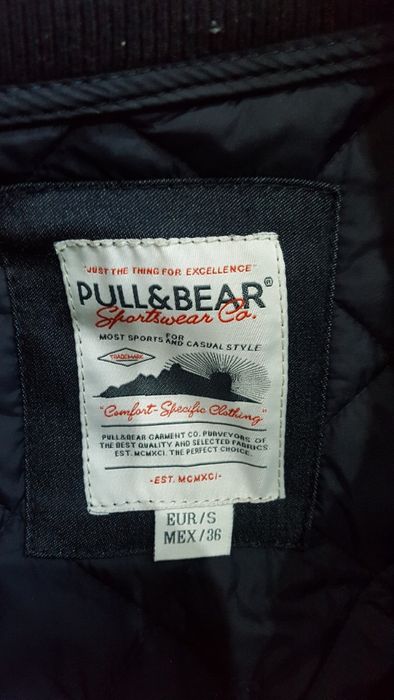 "JUST THE THING FOR EXCELLENCE"
PULL&BEAR®
Sportswear Co.
FOR
MOST SPORTS AND CASUAL STYLE
TRADEMARK
"Comfort-Specific Clothing"
PULL&BEAR GARMENT CO. PURVEYORS OF
THE BEST QUALITY AND SELECTED FABRICS
EST. MCMXCI. THE PERFECT CHOICE.
-EST. MCMXCI-
EUR/S
MEX/36